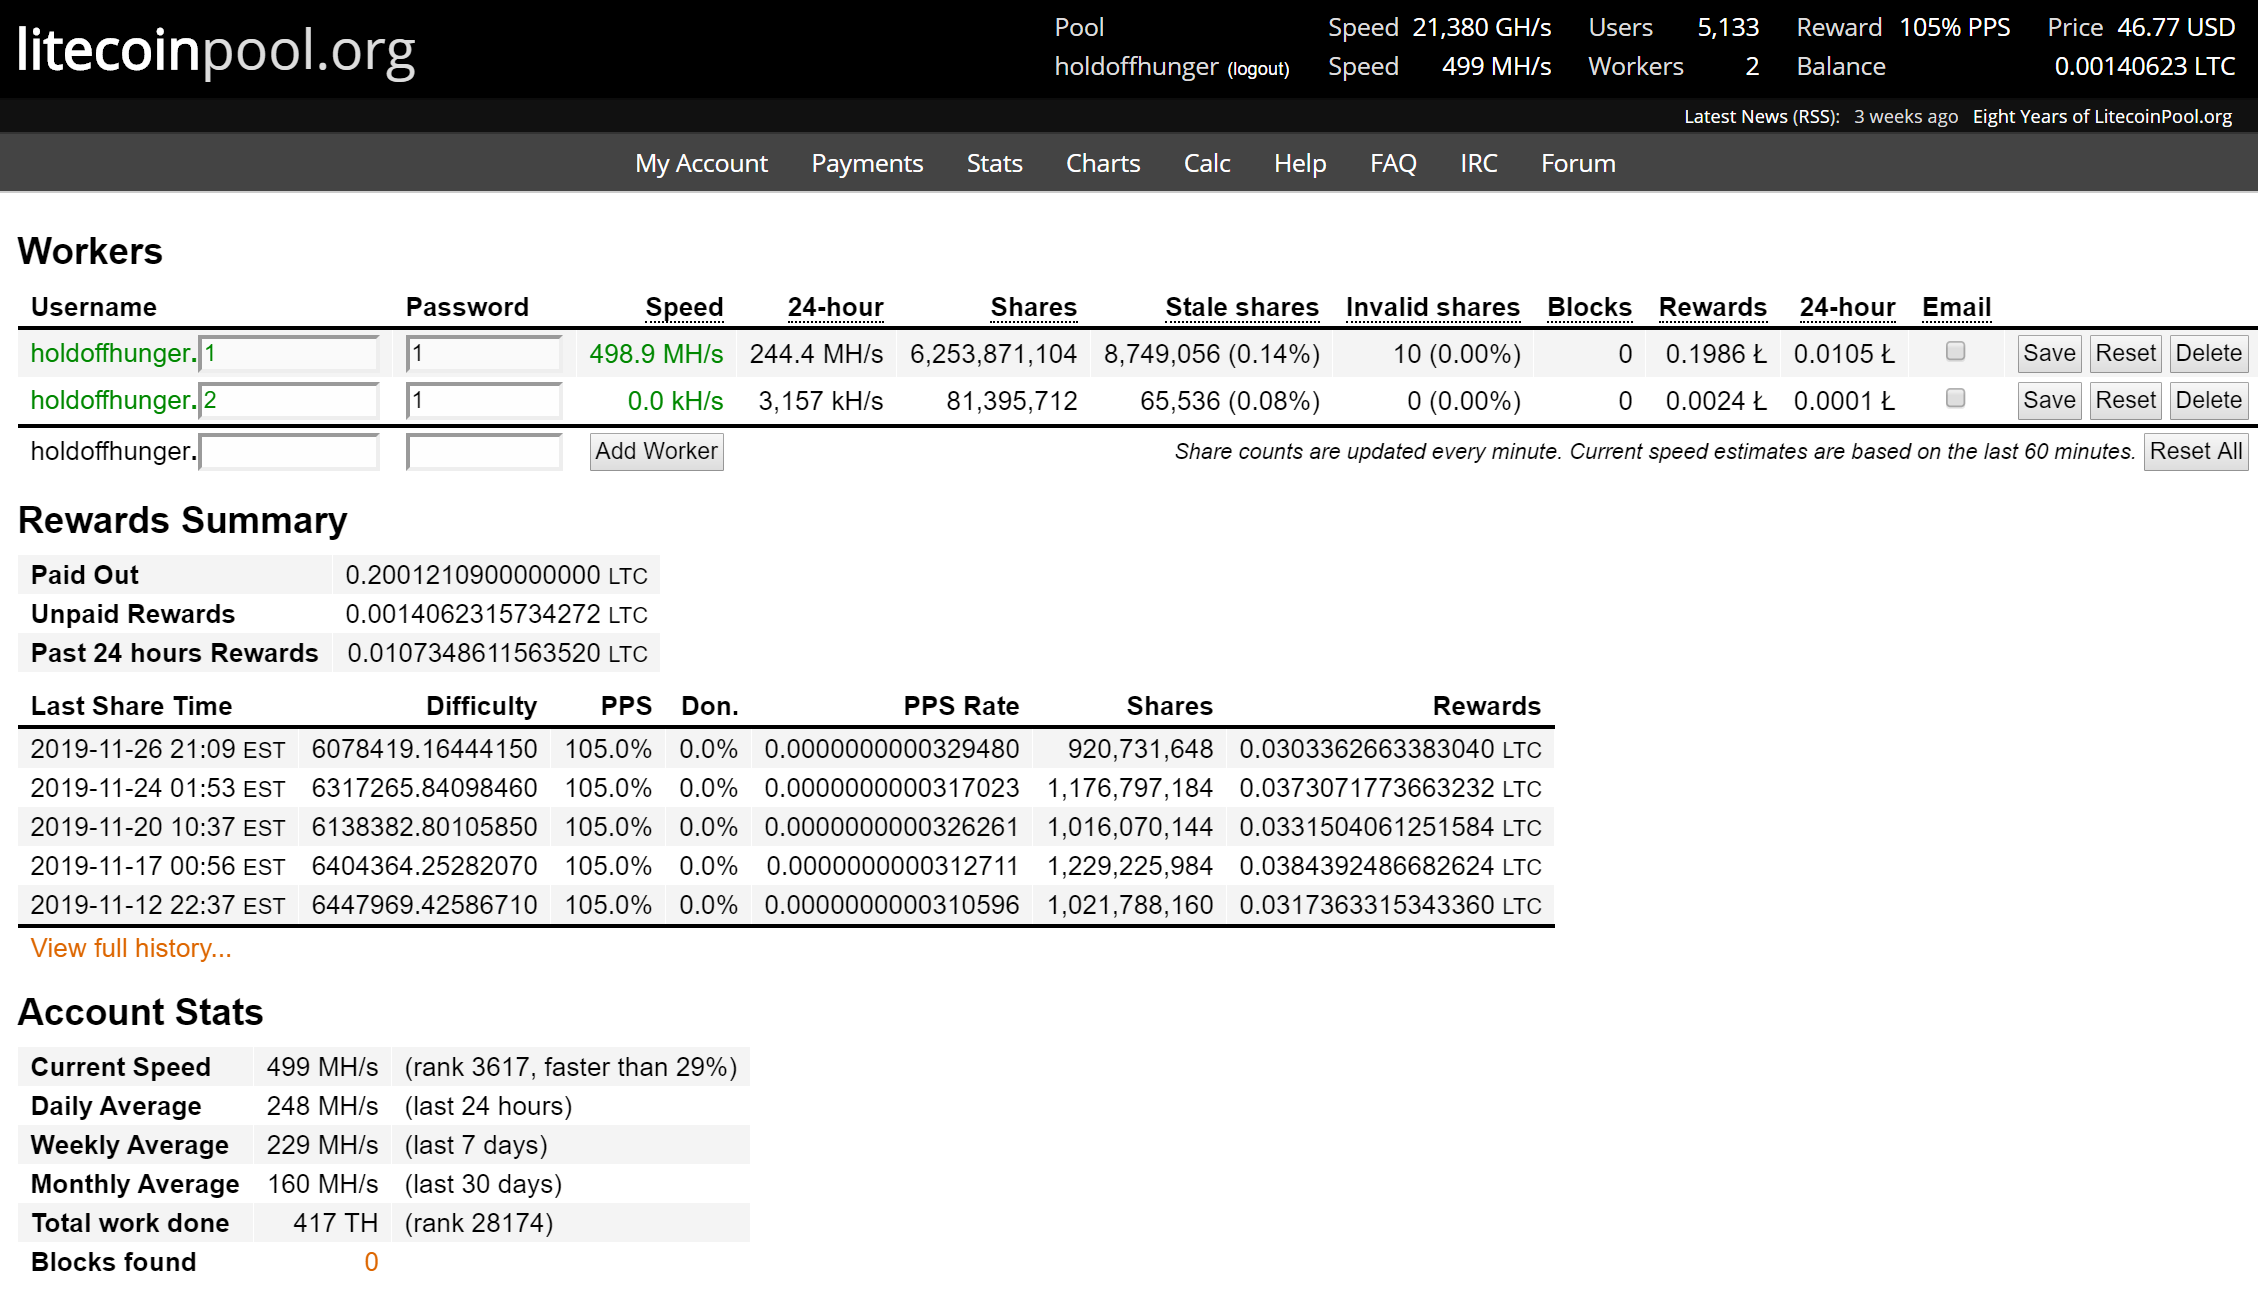 litecoinpool.org
Pool Speed 21,380 GH/s Users 5,133 Reward 105% PPS Price 46.77 USD
holdoffhunger (logout) Speed 499 MH/s Workers 2 Balance 0.00140623 LTC
Latest News (RSS): 3 weeks ago Eight Years of LitecoinPool.org
My Account Payments Stats Charts Calc Help FAQ IRC Forum
Workers
Username Password Speed 24-hour Shares Stale shares Invalid shares Blocks Rewards 24-hour Email
holdoffhunger. 1 1 498.9 MH/s 244.4 MH/s 6,253,871,104 8,749,056 (0.14%) 10 (0.00%) 0 0.1986 Ł 0.0105 Ł Save Reset Delete
holdoffhunger. 2 1 0.0 kH/s 3,157 kH/s 81,395,712 65,536 (0.08%) 0 (0.00%) 0 0.0024 Ł 0.0001 Ł Save Reset Delete
holdoffhunger. Add Worker Share counts are updated every minute. Current speed estimates are based on the last 60 minutes. Reset All
Rewards Summary
Paid Out 0.2001210900000000 LTC
Unpaid Rewards 0.0014062315734272 LTC
Past 24 hours Rewards 0.0107348611563520 LTC
Last Share Time Difficulty PPS Don. PPS Rate Shares Rewards
2019-11-26 21:09 EST 6078419.16444150 105.0% 0.0% 0.0000000000329480 920,731,648 0.0303362663383040 LTC
2019-11-24 01:53 EST 6317265.84098460 105.0% 0.0% 0.0000000000317023 1,176,797,184 0.0373071773663232 LTC
2019-11-20 10:37 EST 6138382.80105850 105.0% 0.0% 0.0000000000326261 1,016,070,144 0.0331504061251584 LTC
2019-11-17 00:56 EST 6404364.25282070 105.0% 0.0% 0.0000000000312711 1,229,225,984 0.0384392486682624 LTC
2019-11-12 22:37 EST 6447969.42586710 105.0% 0.0% 0.0000000000310596 1,021,788,160 0.0317363315343360 LTC
View full history...
Account Stats
Current Speed 499 MH/s (rank 3617, faster than 29%)
Daily Average 248 MH/s (last 24 hours)
Weekly Average 229 MH/s (last 7 days)
Monthly Average 160 MH/s (last 30 days)
Total work done 417 TH (rank 28174)
Blocks found 0